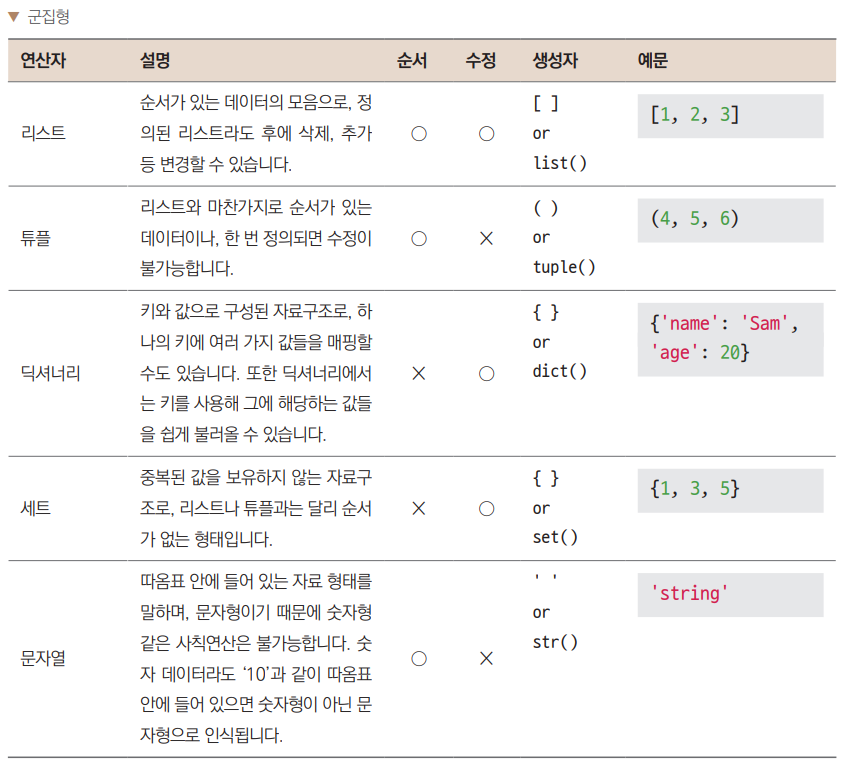 ▼ 군집형
연산자 설명 순서 수정 생성자 예문
리스트
순서가 있는 데이터의 모음으로, 정
의된 리스트라도 후에 삭제, 추가
등 변경할 수 있습니다.
○ ○
[ ]
or
list()
[1, 2, 3]
튜플
리스트와 마찬가지로 순서가 있는
데이터이나, 한 번 정의되면 수정이
불가능합니다.
○ ×
( )
or
tuple()
(4, 5, 6)
딕셔너리
키와 값으로 구성된 자료구조로, 하
나의 키에 여러 가지 값들을 매핑할
수도 있습니다. 또한 딕셔너리에서
는 키를 사용해 그에 해당하는 값들
을 쉽게 불러올 수 있습니다.
× ○
{ }
or
dict()
{'name': 'Sam',
'age': 20}
세트
중복된 값을 보유하지 않는 자료구
조로, 리스트나 튜플과는 달리 순서
가 없는 형태입니다.
× ○
{ }
or
set()
{1, 3, 5}
문자열
따옴표 안에 들어 있는 자료 형태를
말하며, 문자형이기 때문에 숫자형
같은 사칙연산은 불가능합니다. 숫
자 데이터라도 ‘10’과 같이 따옴표
안에 들어 있으면 숫자형이 아닌 문
자형으로 인식됩니다.
○ ×
' '
or
str()
'string'